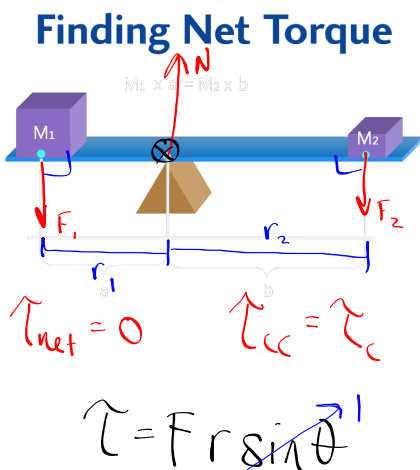 Finding Net Torque
N
M₁ x a = M₂ x b
M₁ M₂
F₁ F₂
r₁ r₂
a b
τnet = 0 τcc = τc
τ = F r sin θ 1